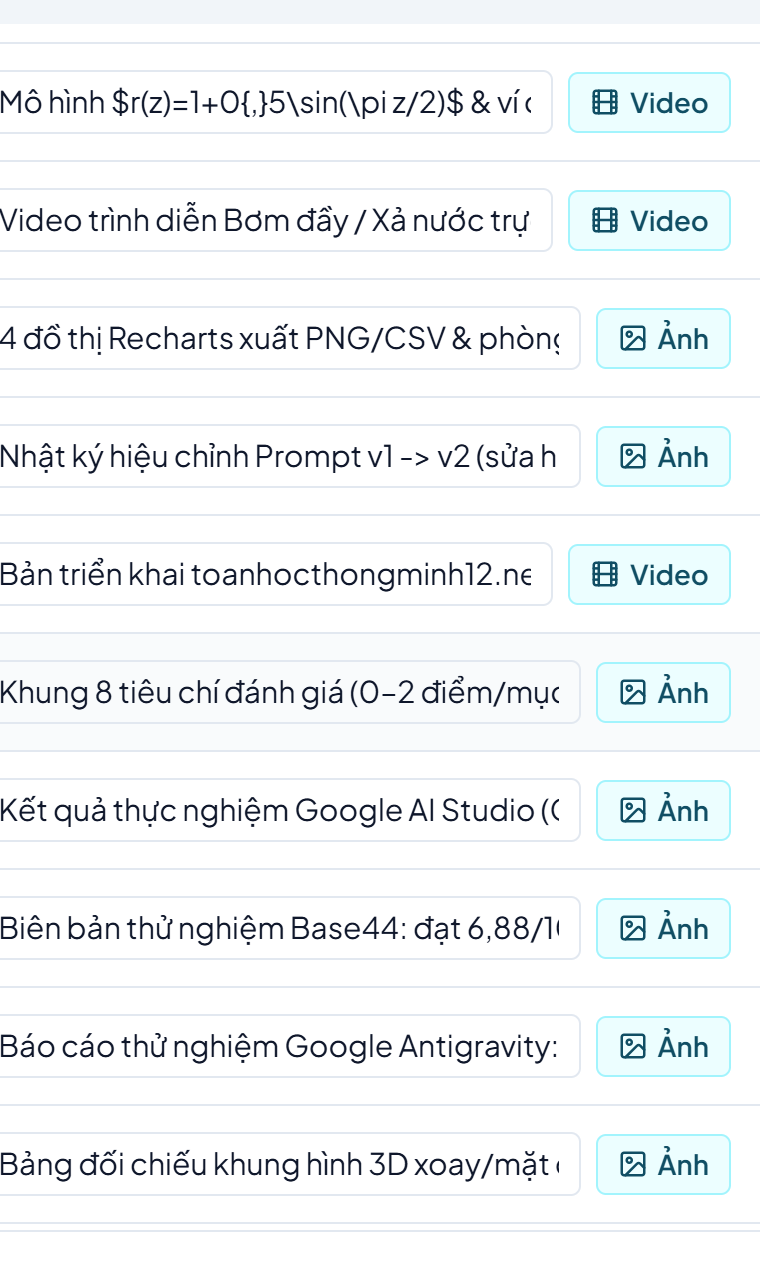 Mô hình $r(z)=1+0{,}5\sin(\pi z/2)$ & ví Video
Video trình diễn Bơm đầy / Xả nước trự Video
4 đồ thị Recharts xuất PNG/CSV & phòng Ảnh
Nhật ký hiệu chỉnh Prompt v1 -> v2 (sửa h Ảnh
Bản triển khai toanhocthongminh12.ne Video
Khung 8 tiêu chí đánh giá (0–2 điểm/mục Ảnh
Kết quả thực nghiệm Google AI Studio ( Ảnh
Biên bản thử nghiệm Base44: đạt 6,88/10 Ảnh
Báo cáo thử nghiệm Google Antigravity: Ảnh
Bảng đối chiếu khung hình 3D xoay/mặt Ảnh